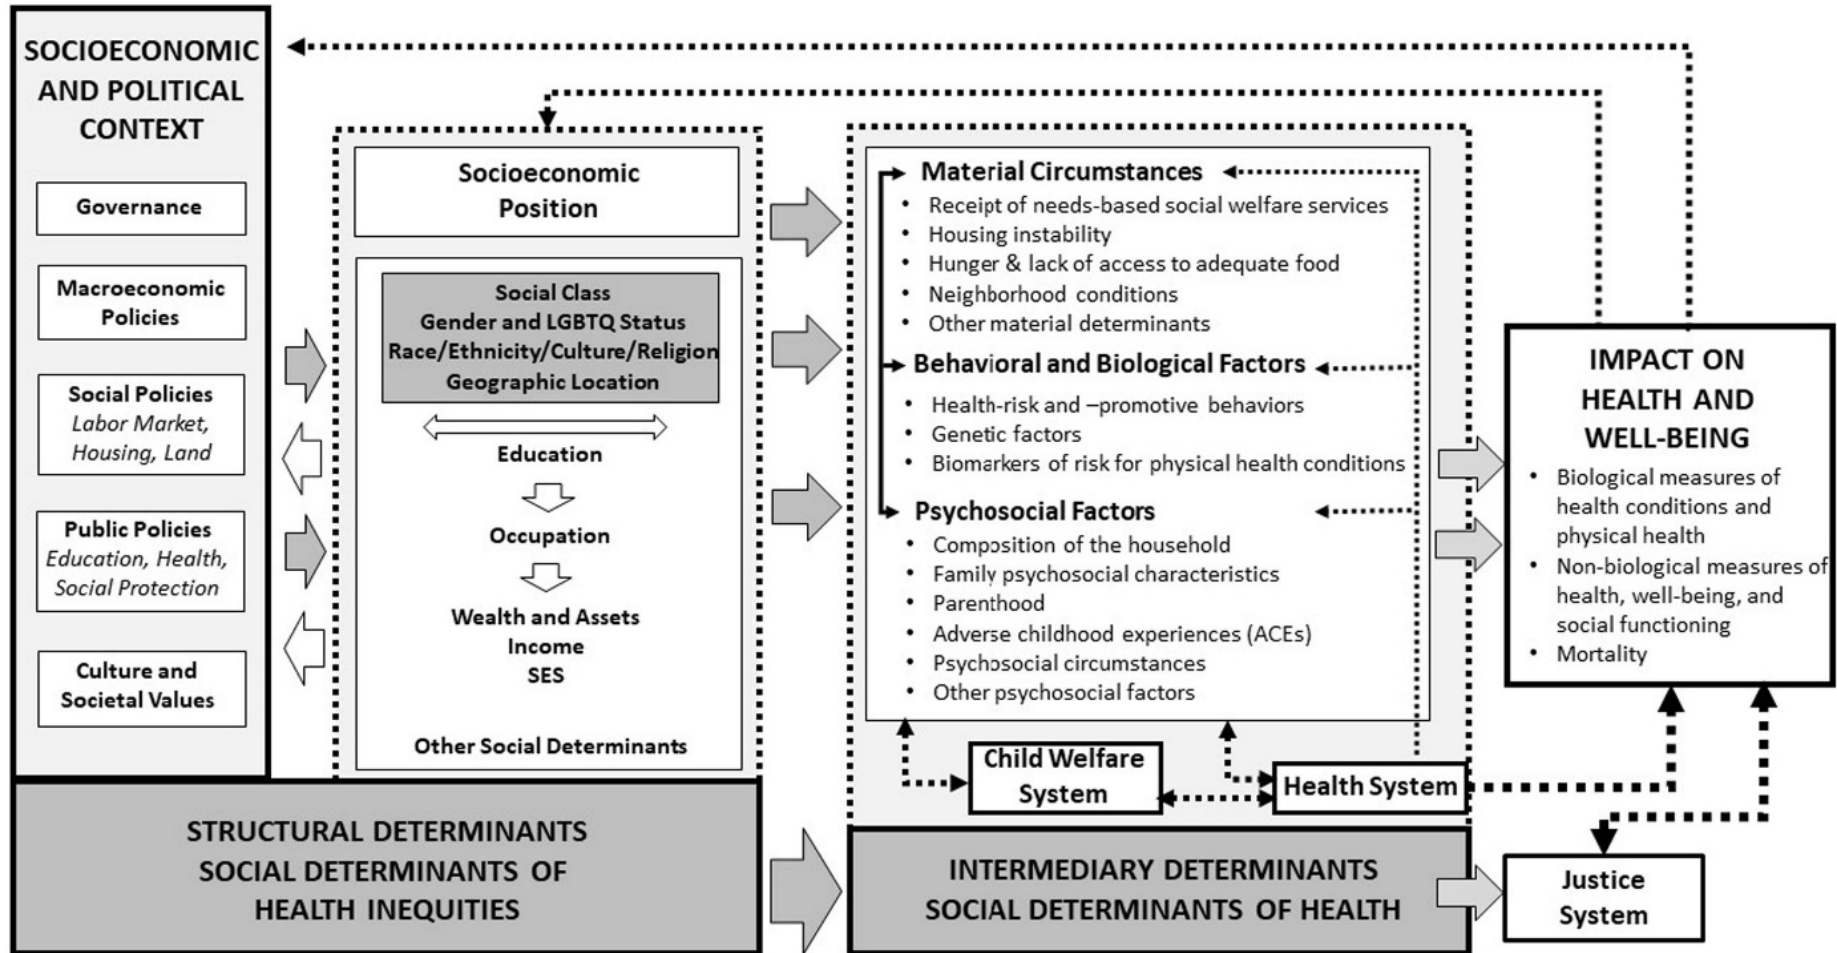 SOCIOECONOMIC
AND POLITICAL
CONTEXT
Governance
Macroeconomic
Policies
Social Policies
Labor Market,
Housing, Land
Public Policies
Education, Health,
Social Protection
Culture and
Societal Values
Socioeconomic
Position
Social Class
Gender and LGBTQ Status
Race/Ethnicity/Culture/Religion
Geographic Location
Education
Occupation
Wealth and Assets
Income
SES
Other Social Determinants
STRUCTURAL DETERMINANTS
SOCIAL DETERMINANTS OF
HEALTH INEQUITIES
Material Circumstances
• Receipt of needs-based social welfare services
• Housing instability
• Hunger & lack of access to adequate food
• Neighborhood conditions
• Other material determinants
Behavioral and Biological Factors
• Health-risk and –promotive behaviors
• Genetic factors
• Biomarkers of risk for physical health conditions
Psychosocial Factors
• Composition of the household
• Family psychosocial characteristics
• Parenthood
• Adverse childhood experiences (ACEs)
• Psychosocial circumstances
• Other psychosocial factors
Child Welfare
System
Health System
INTERMEDIARY DETERMINANTS
SOCIAL DETERMINANTS OF HEALTH
IMPACT ON
HEALTH AND
WELL-BEING
• Biological measures of
health conditions and
physical health
• Non-biological measures of
health, well-being, and
social functioning
• Mortality
Justice
System